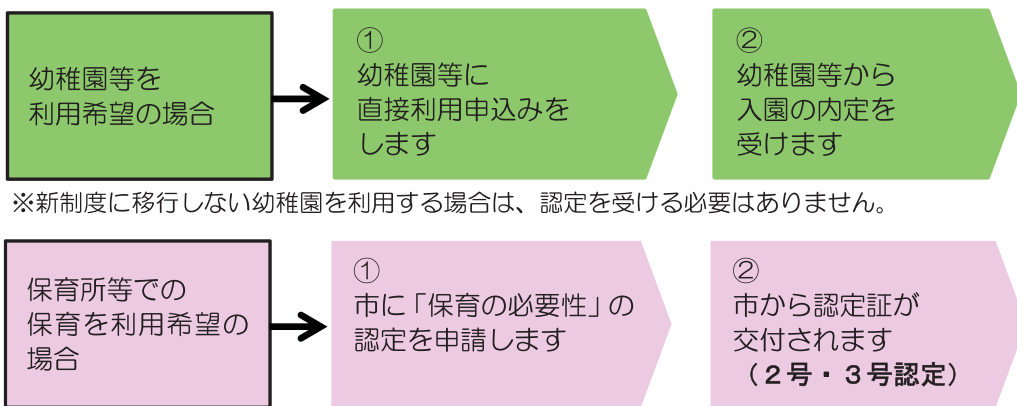 幼稚園等を
利用希望の場合
①
幼稚園等に
直接利用申込みを
します
②
幼稚園等から
入園の内定を
受けます
※新制度に移行しない幼稚園を利用する場合は、認定を受ける必要はありません。
保育所等での
保育を利用希望の
場合
①
市に「保育の必要性」の
認定を申請します
②
市から認定証が
交付されます
（２号・３号認定）